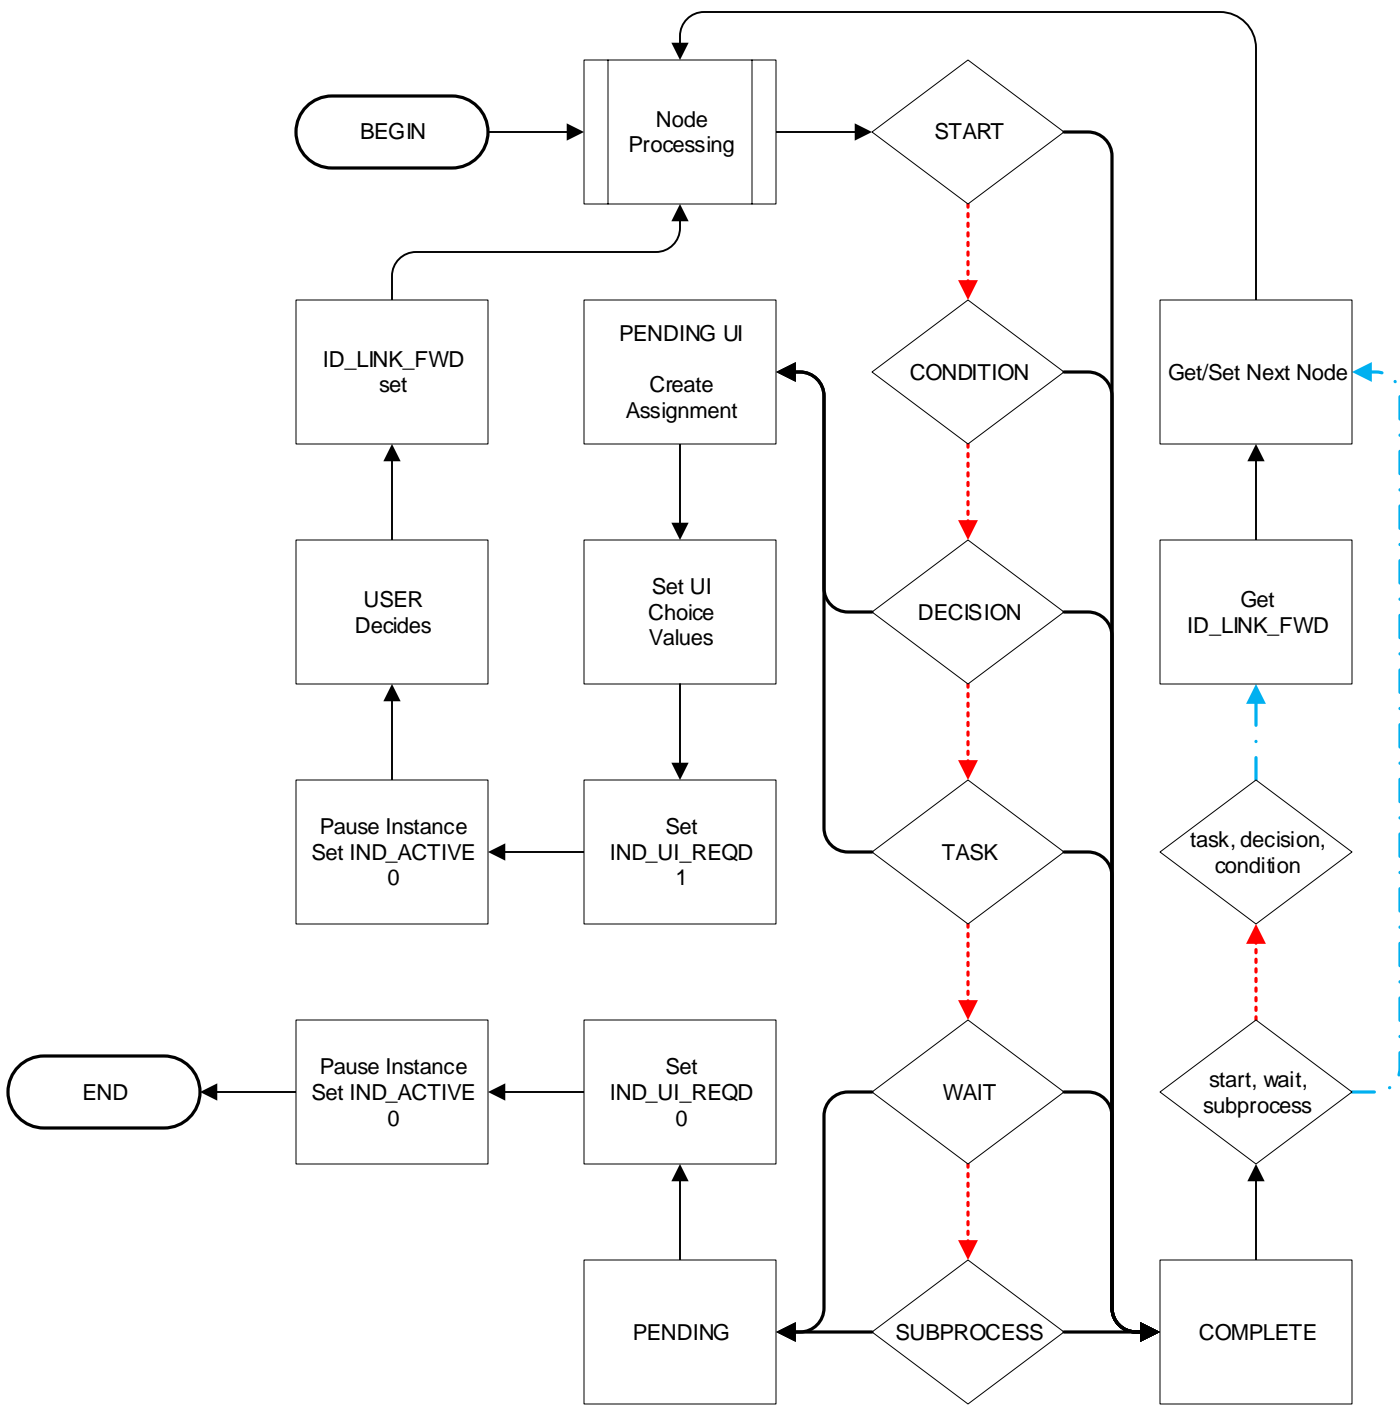 BEGIN
Node
Processing
START
ID_LINK_FWD
set
PENDING UI
Create
Assignment
CONDITION
Get/Set Next Node
USER
Decides
Set UI
Choice
Values
DECISION
Get
ID_LINK_FWD
Pause Instance
Set IND_ACTIVE
0
Set
IND_UI_REQD
1
TASK
task, decision,
condition
END
Pause Instance
Set IND_ACTIVE
0
Set
IND_UI_REQD
0
WAIT
start, wait,
subprocess
PENDING
SUBPROCESS
COMPLETE